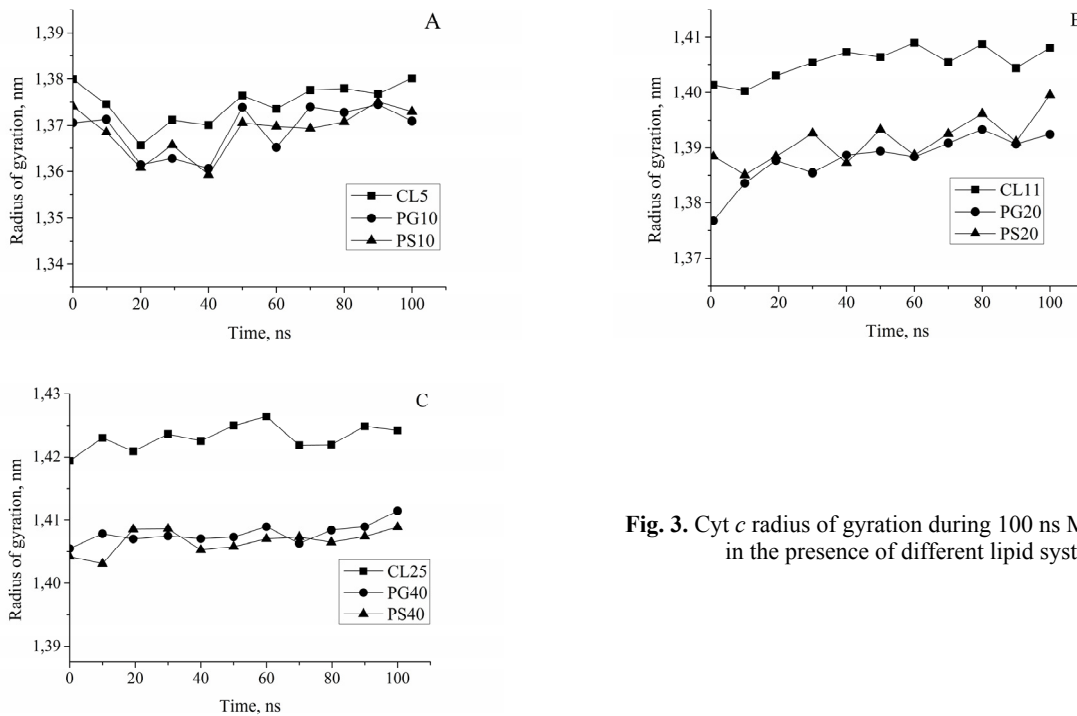 A
1,39
1,38
1,37
1,36
1,35
1,34
Radius of gyration, nm
CL5
PG10
PS10
0 20 40 60 80 100
Time, ns
1,41
1,40
1,39
1,38
1,37
Radius of gyration, nm
CL11
PG20
PS20
0 20 40 60 80 100
Time, ns
C
1,43
1,42
1,41
1,40
1,39
Radius of gyration, nm
CL25
PG40
PS40
0 20 40 60 80 100
Time, ns
Fig. 3. Cyt c radius of gyration during 100 ns
in the presence of different lipid syst